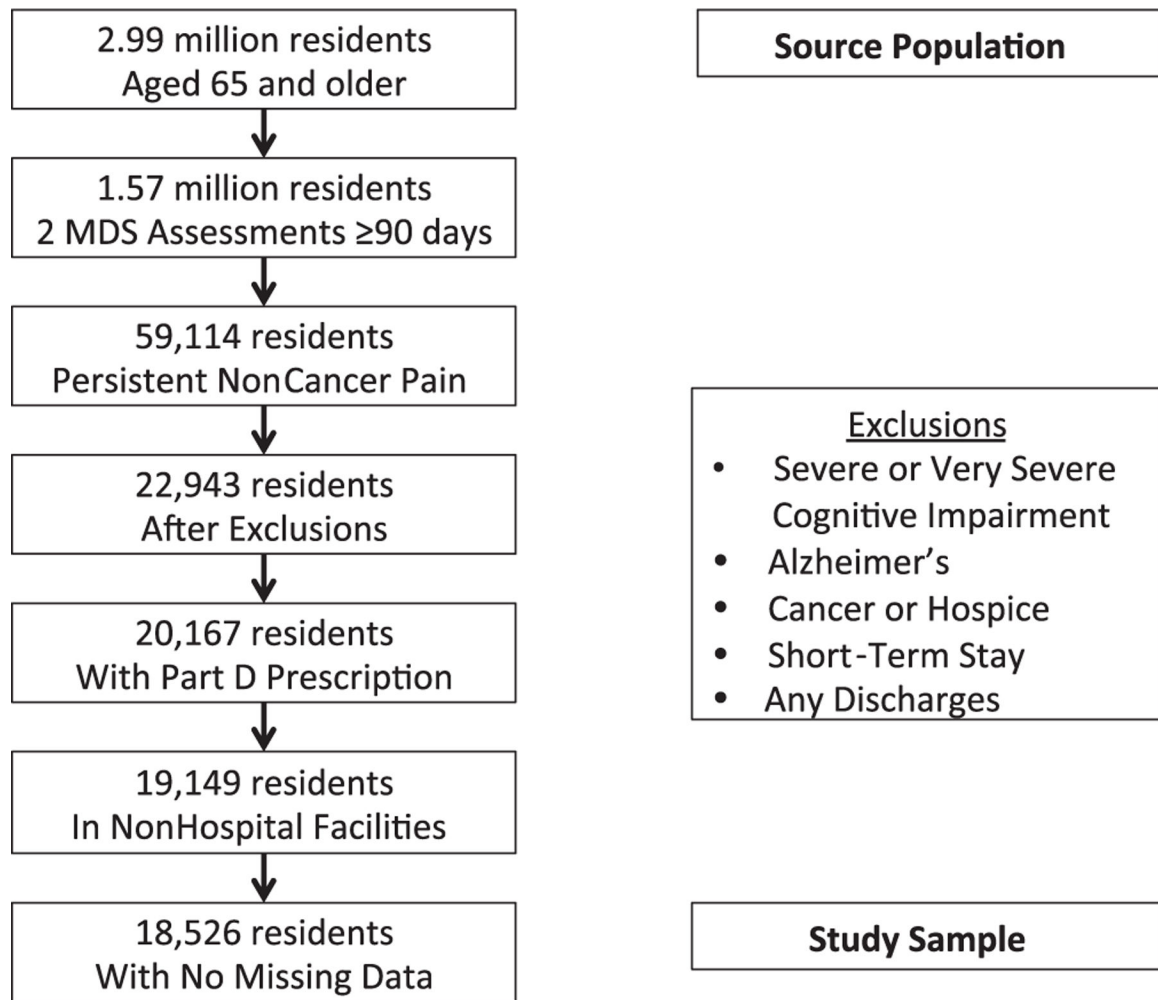 2.99 million residents
Aged 65 and older
Source Population
1.57 million residents
2 MDS Assessments ≥90 days
59,114 residents
Persistent NonCancer Pain
22,943 residents
After Exclusions
Exclusions
• Severe or Very Severe
Cognitive Impairment
• Alzheimer's
• Cancer or Hospice
• Short-Term Stay
• Any Discharges
20,167 residents
With Part D Prescription
19,149 residents
In NonHospital Facilities
18,526 residents
With No Missing Data
Study Sample